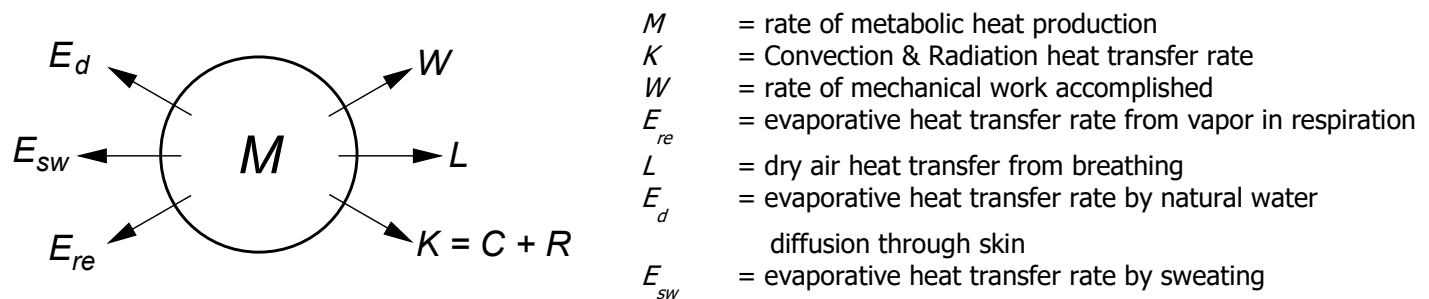 E_d
E_sw
E_re
M
W
L
K = C + R
M = rate of metabolic heat production
K = Convection & Radiation heat transfer rate
W = rate of mechanical work accomplished
E_re = evaporative heat transfer rate from vapor in respiration
L = dry air heat transfer from breathing
E_d = evaporative heat transfer rate by natural water
diffusion through skin
E_sw = evaporative heat transfer rate by sweating